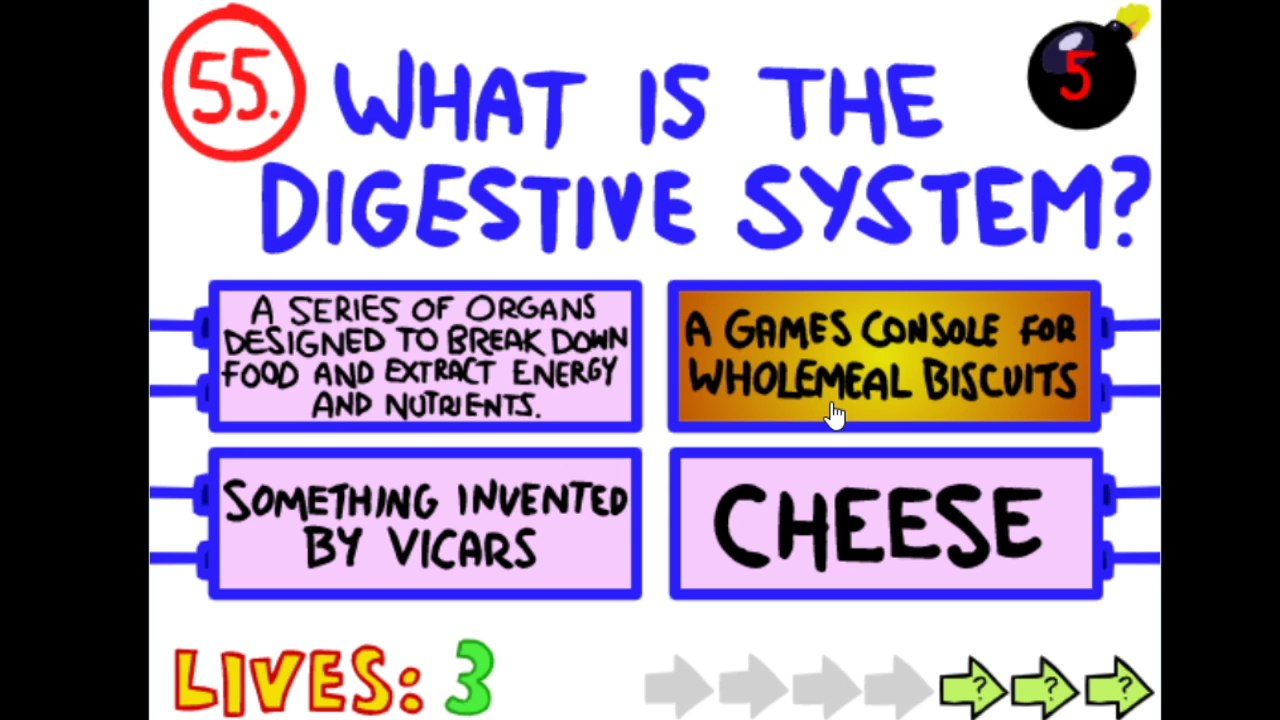 55.
WHAT IS THE
5
DIGESTIVE SYSTEM?
A SERIES OF ORGANS
DESIGNED TO BREAK DOWN
FOOD AND EXTRACT ENERGY
AND NUTRIENTS.
A GAMES CONSOLE FOR
WHOLEMEAL BISCUITS
SOMETHING INVENTED
BY VICARS
CHEESE
LIVES: 3
? ? ?